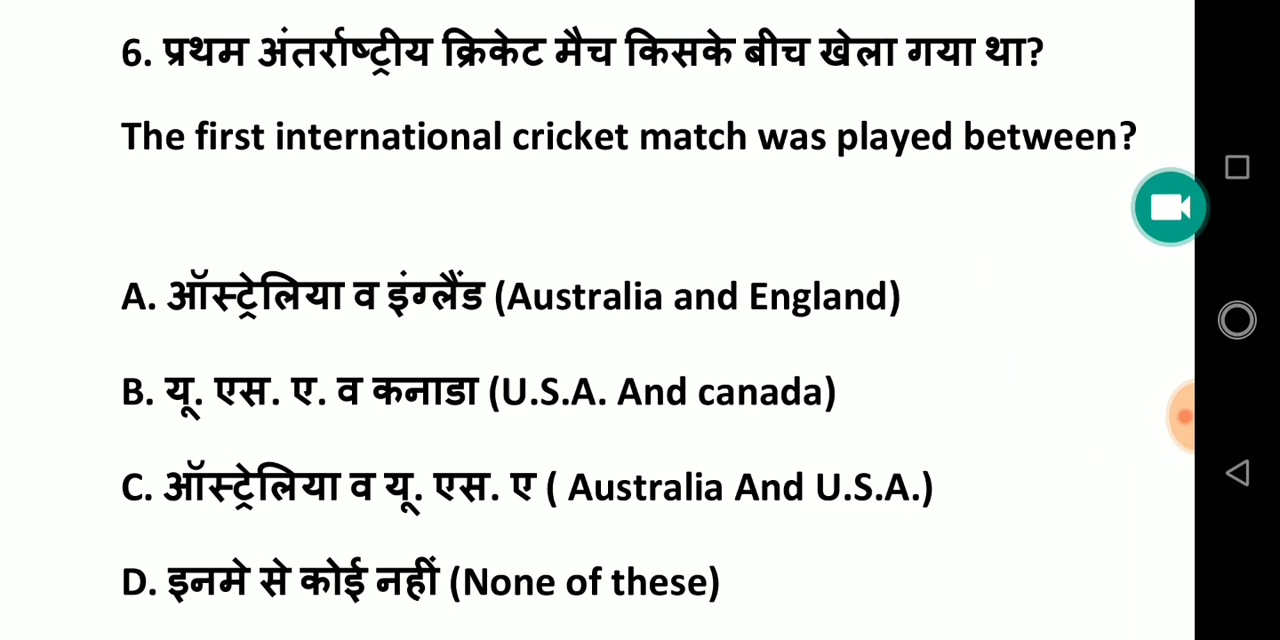 6. प्रथम अंतर्राष्ट्रीय क्रिकेट मैच किसके बीच खेला गया था?
The first international cricket match was played between?
A. ऑस्ट्रेलिया व इंग्लैंड (Australia and England)
B. यू. एस. ए. व कनाडा (U.S.A. And canada)
C. ऑस्ट्रेलिया व यू. एस. ए ( Australia And U.S.A.)
D. इनमे से कोई नहीं (None of these)